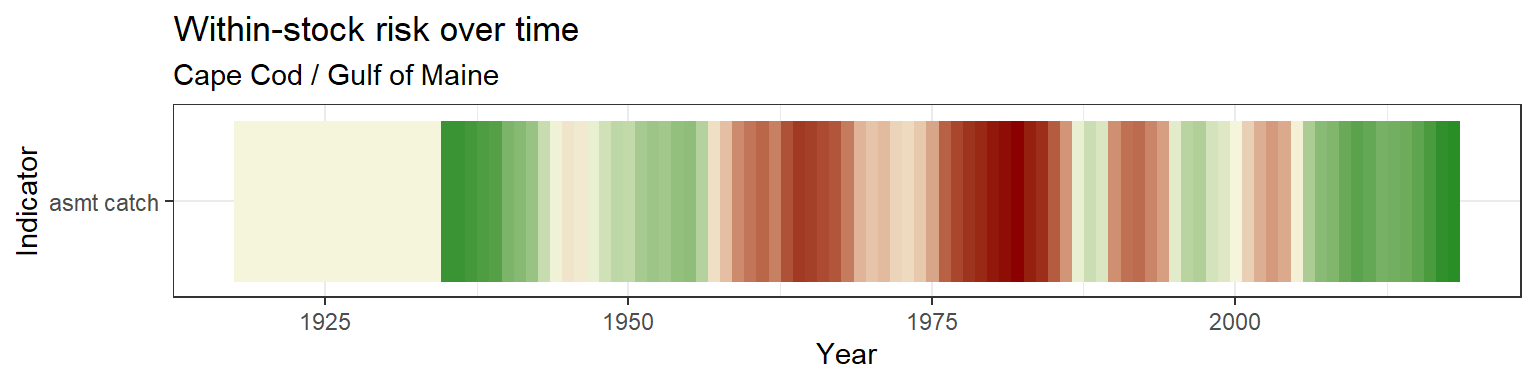 Within-stock risk over time
Cape Cod / Gulf of Maine
Indicator
asmt catch
1925 1950 1975 2000
Year